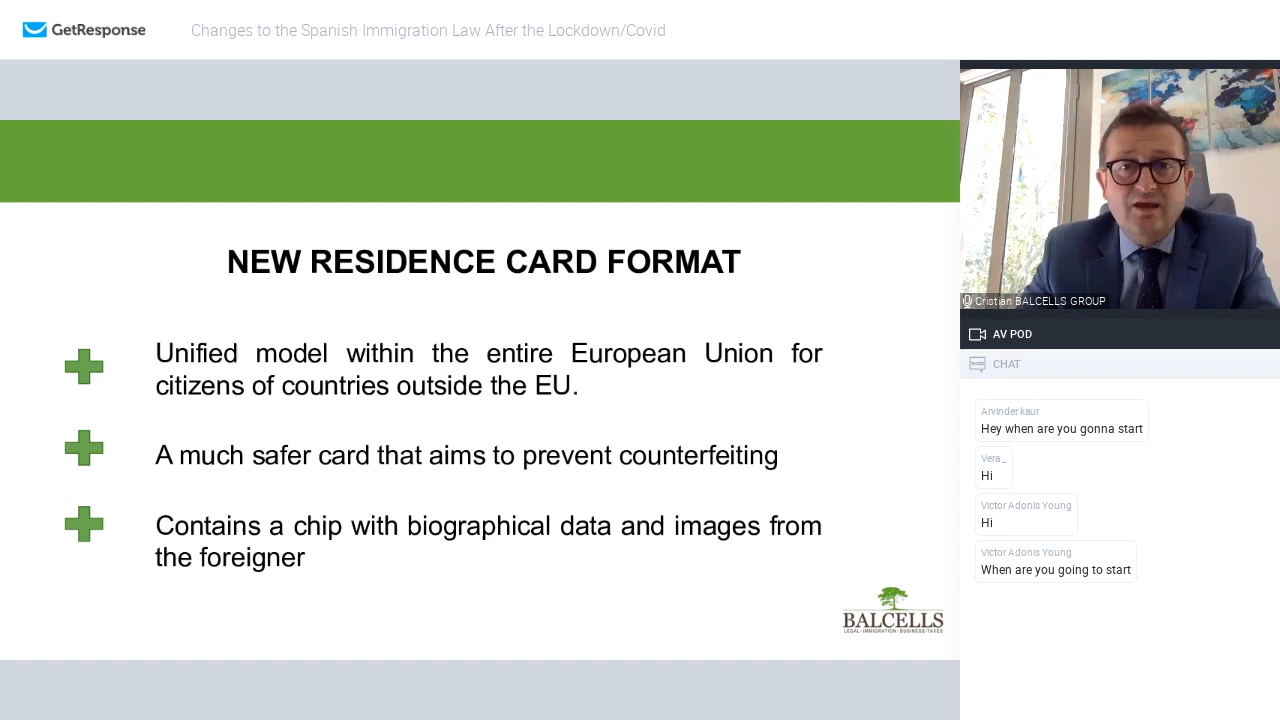 GetResponse
Changes to the Spanish Immigration Law After the Lockdown/Covid
NEW RESIDENCE CARD FORMAT
Unified model within the entire European Union for
citizens of countries outside the EU.
A much safer card that aims to prevent counterfeiting
Contains a chip with biographical data and images from
the foreigner
BALCELLS
LEGAL·IMMIGRATION·BUSINESS·TAXES
Cristian BALCELLS GROUP
AV POD
CHAT
Arvinder kaur
Hey when are you gonna start
Vera_
Hi
Victor Adonis Young
Hi
Victor Adonis Young
When are you going to start